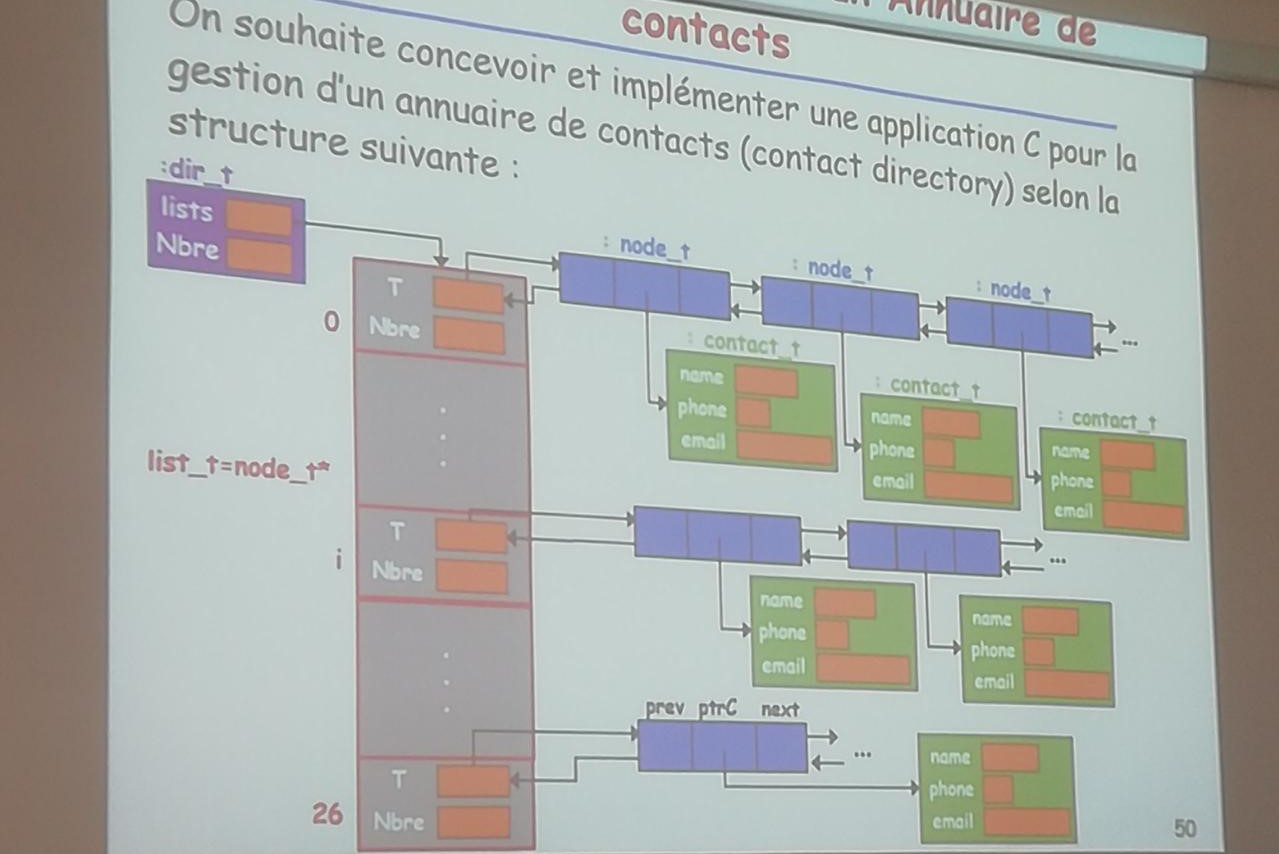 Annuaire de
contacts
On souhaite concevoir et implémenter une application C pour la
gestion d'un annuaire de contacts (contact directory) selon la
structure suivante :
:dir_t
lists
Nbre
: node_t
: node_t
: node_t
0
T
Nbre
: contact_t
name
phone
email
: contact_t
name
phone
email
: contact_t
name
phone
email
...
list_t=node_t*
i
T
Nbre
...
name
phone
email
name
phone
email
prev ptrC next
...
26
T
Nbre
name
phone
email
50